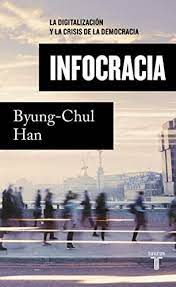 LA DIGITALIZACIÓN
Y LA CRISIS DE LA DEMOCRACIA
INFOCRACIA
Byung-Chul
Han